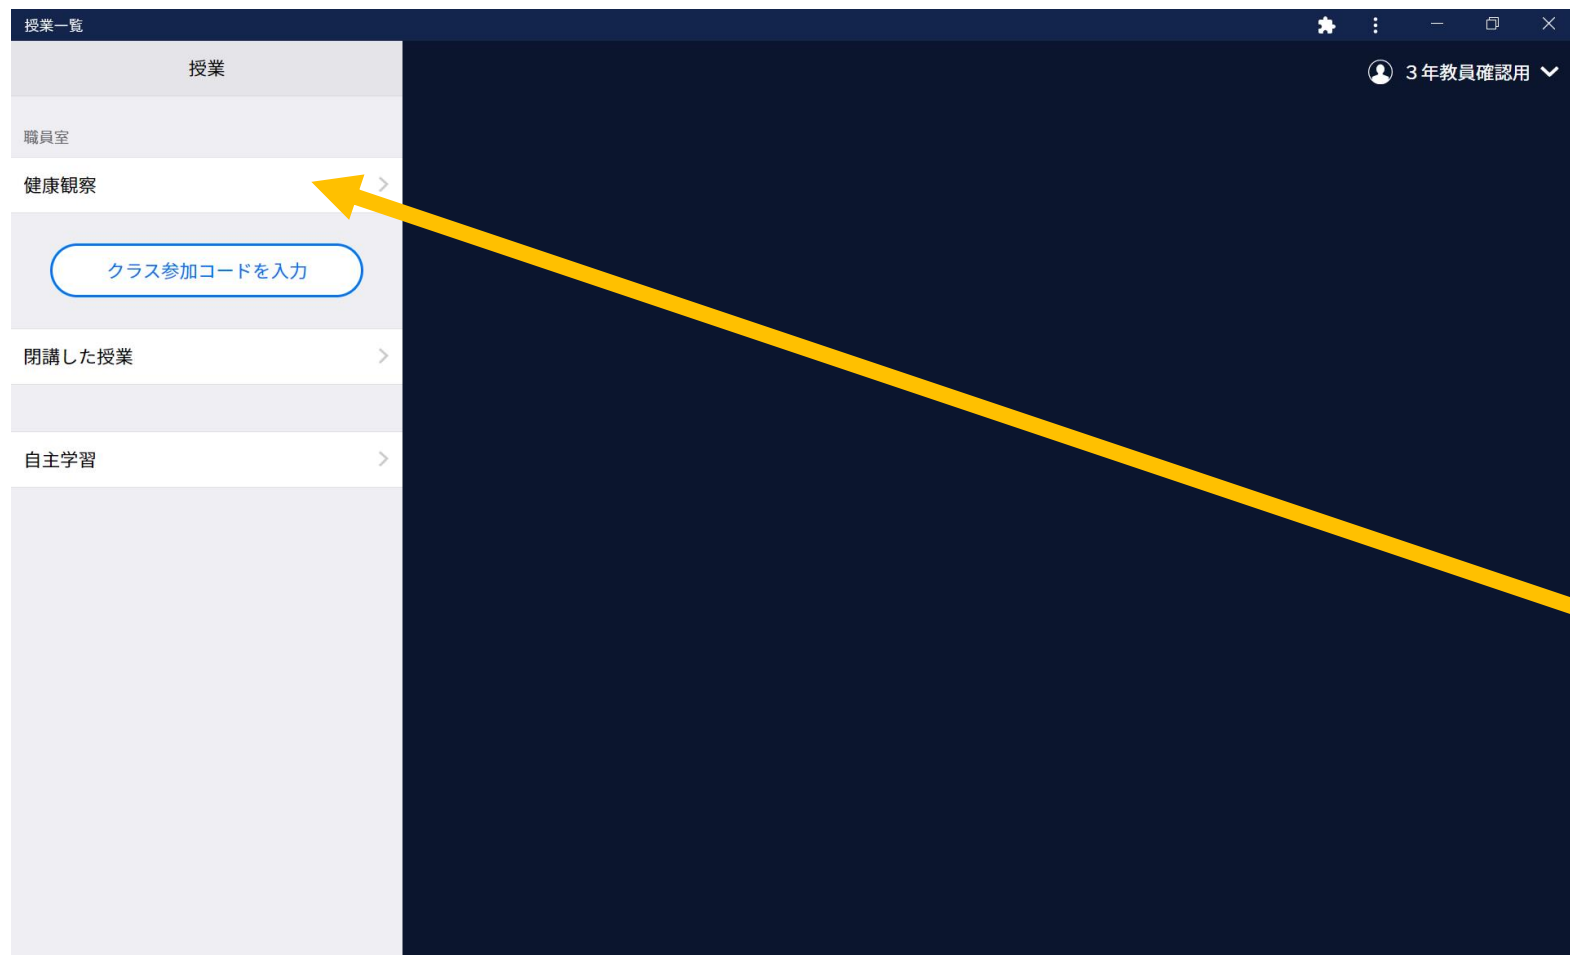 授業一覧
授業
3年教員確認用
職員室
健康観察
クラス参加コードを入力
閉講した授業
自主学習